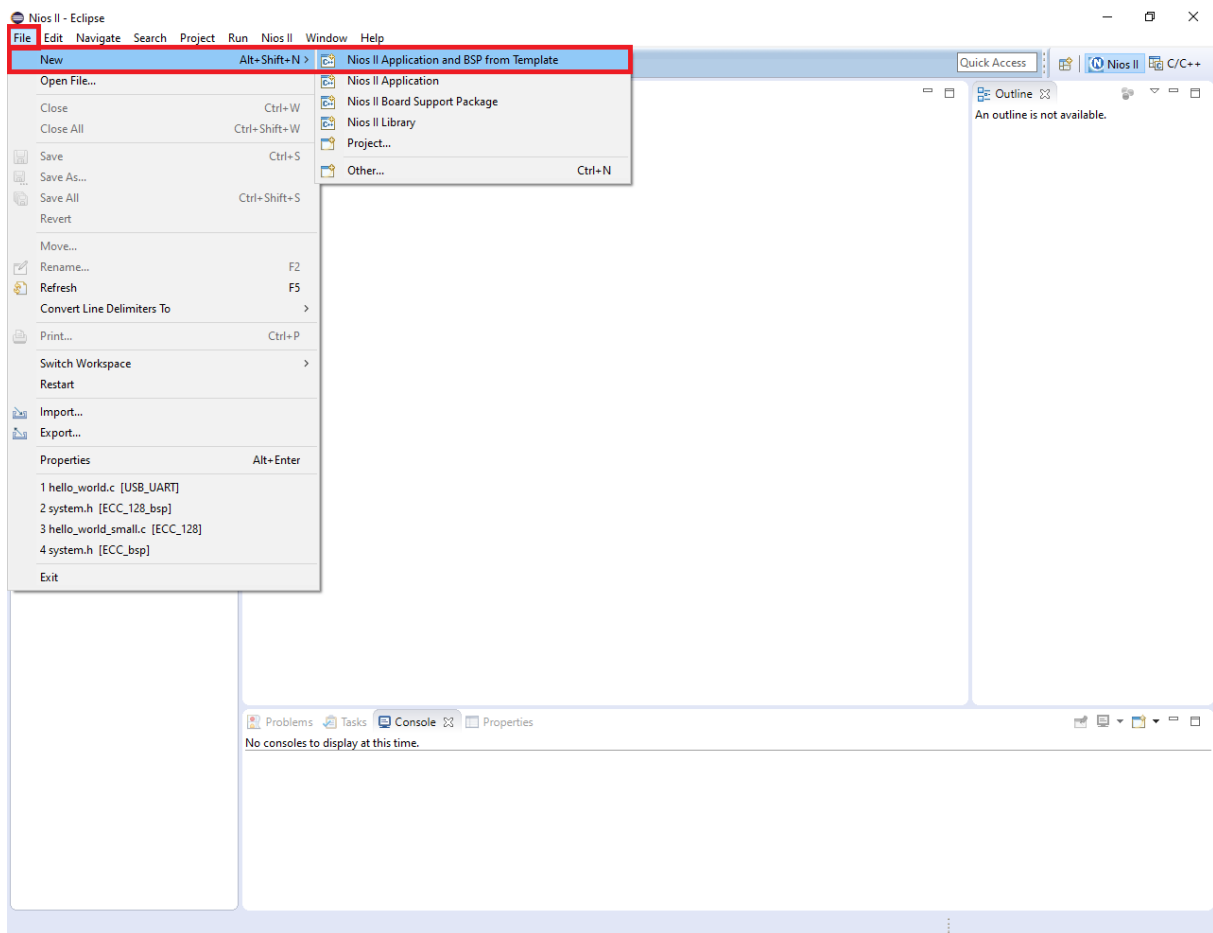 Nios II - Eclipse
File Edit Navigate Search Project Run Nios II Window Help
New Alt+Shift+N > Nios II Application and BSP from Template
Quick Access Nios II C/C++
Open File... Nios II Application
Outline
Close Ctrl+W Nios II Board Support Package
An outline is not available.
Close All Ctrl+Shift+W Nios II Library
Project...
Save Ctrl+S
Other... Ctrl+N
Save As...
Save All Ctrl+Shift+S
Revert
Move...
Rename... F2
Refresh F5
Convert Line Delimiters To >
Print... Ctrl+P
Switch Workspace >
Restart
Import...
Export...
Properties Alt+Enter
1 hello_world.c [USB_UART]
2 system.h [ECC_128_bsp]
3 hello_world_small.c [ECC_128]
4 system.h [ECC_bsp]
Exit
Problems Tasks Console Properties
No consoles to display at this time.